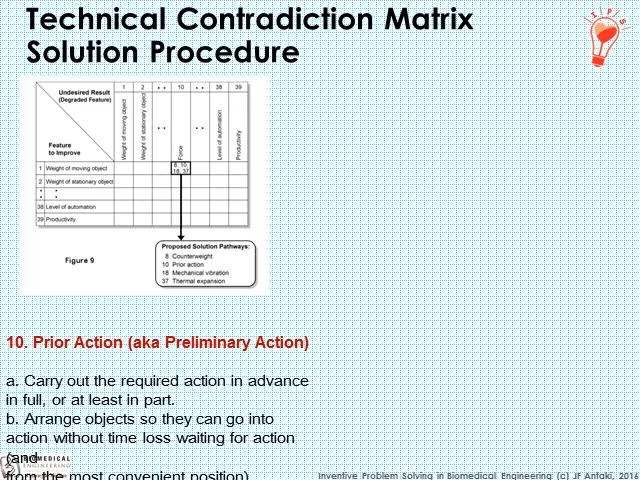 Technical Contradiction Matrix
Solution Procedure
I P S
Undesired Result
(Degraded Feature)
Feature
to Improve
1 2 • • 10 • • 38 39
Weight of moving object
Weight of stationary object
• •
Force
• •
Level of automation
Productivity
1 Weight of moving object
8, 10,
18, 37
2 Weight of stationary object
• •
• •
38 Level of automation
39 Productivity
Proposed Solution Pathways:
8 Counterweight
10 Prior action
18 Mechanical vibration
37 Thermal expansion
Figure 9
10. Prior Action (aka Preliminary Action)
a. Carry out the required action in advance
in full, or at least in part.
b. Arrange objects so they can go into
action without time loss waiting for action
(and
from the most convenient position)
BIOMEDICAL
ENGINEERING
Inventive Problem Solving in Biomedical Engineering (c) JF Antaki, 2016